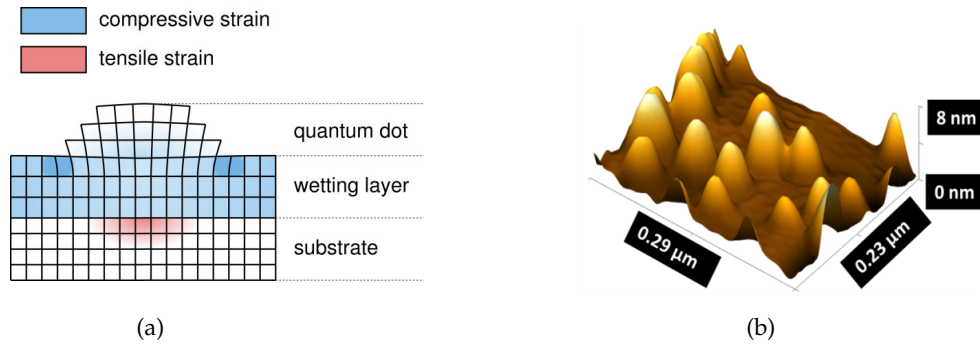 compressive strain
tensile strain
quantum dot
wetting layer
substrate
(a)
8 nm
0 nm
0.29 µm
0.23 µm
(b)